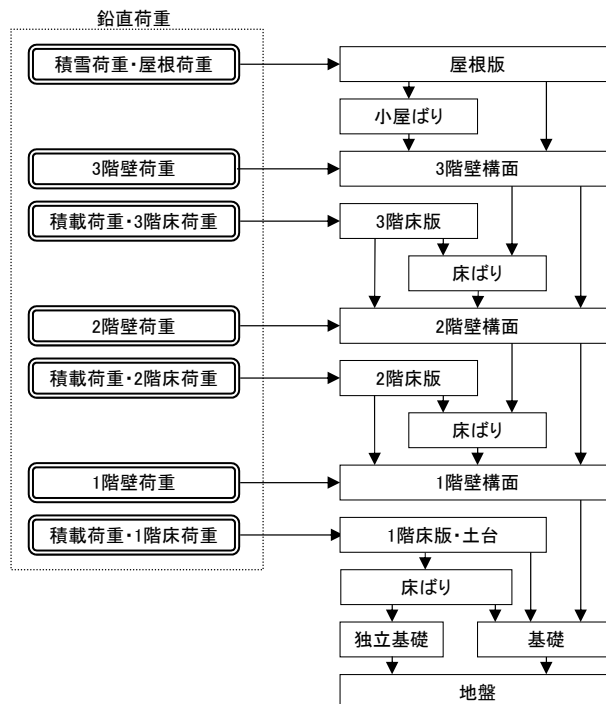 鉛直荷重
積雪荷重・屋根荷重
屋根版
小屋ばり
3階壁荷重
3階壁構面
積載荷重・3階床荷重
3階床版
床ばり
2階壁荷重
2階壁構面
積載荷重・2階床荷重
2階床版
床ばり
1階壁荷重
1階壁構面
積載荷重・1階床荷重
1階床版・土台
床ばり
独立基礎
基礎
地盤